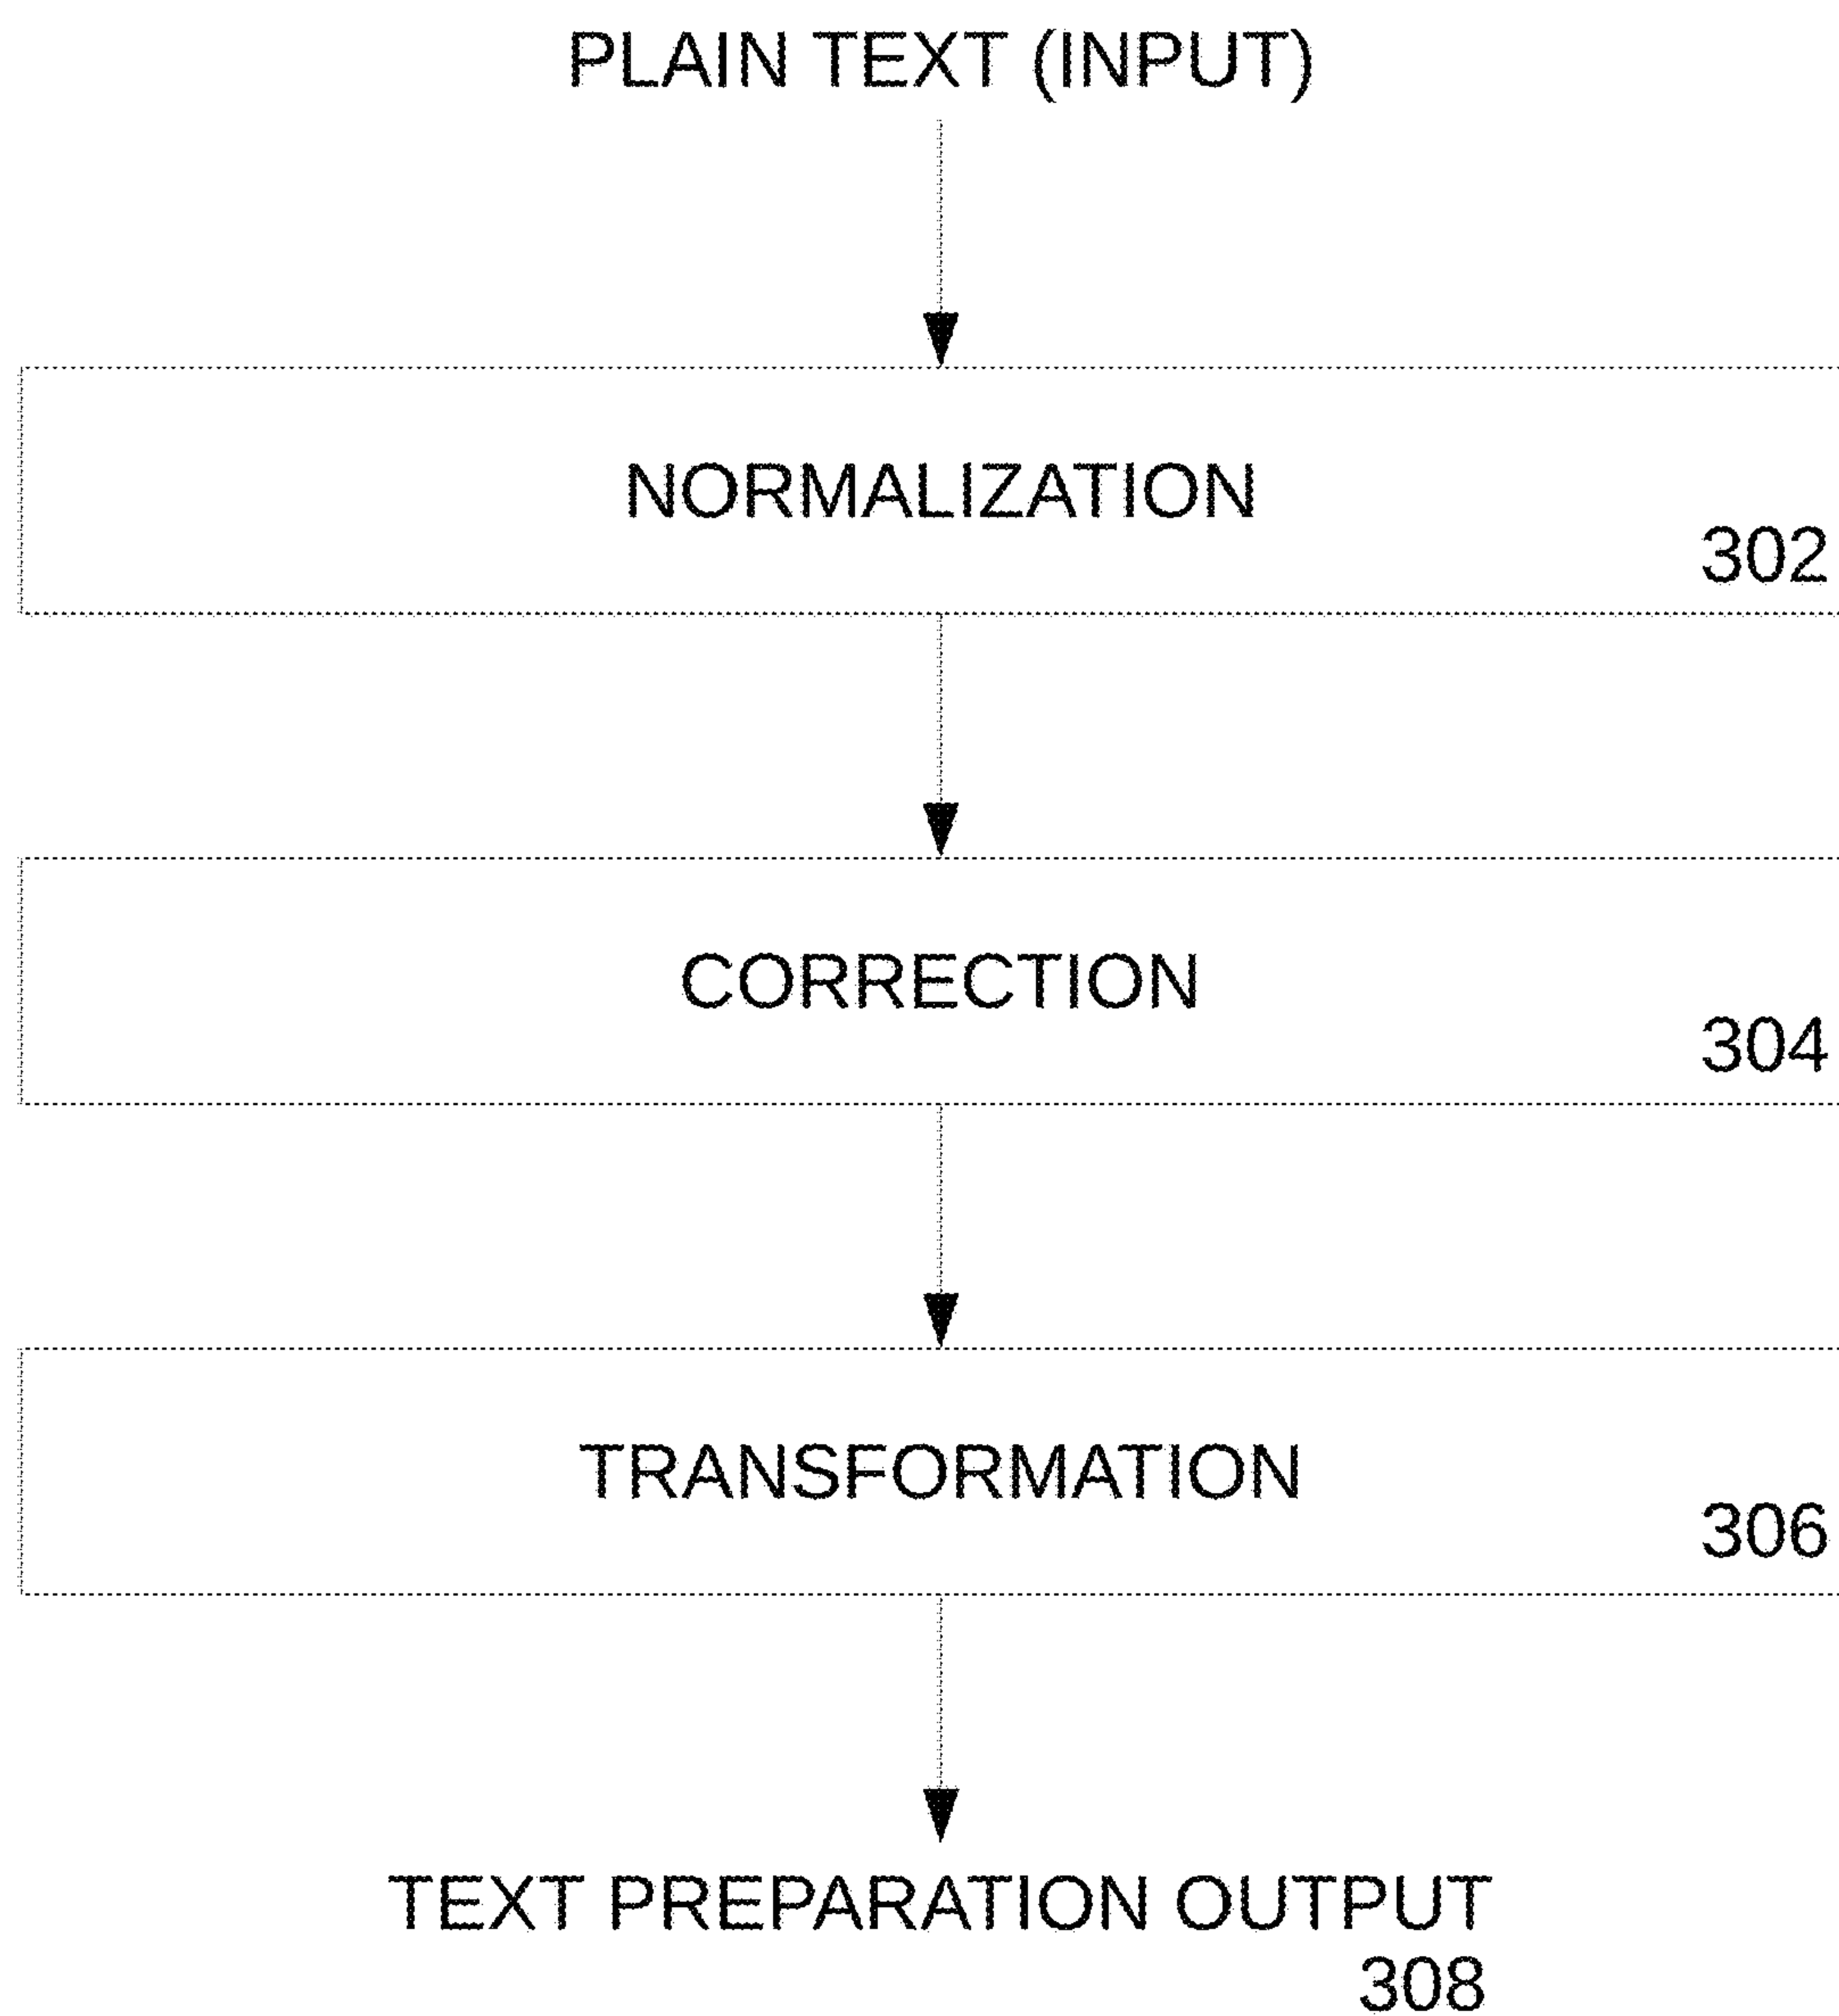 PLAIN TEXT (INPUT)
NORMALIZATION
302
CORRECTION
304
TRANSFORMATION
306
TEXT PREPARATION OUTPUT
308